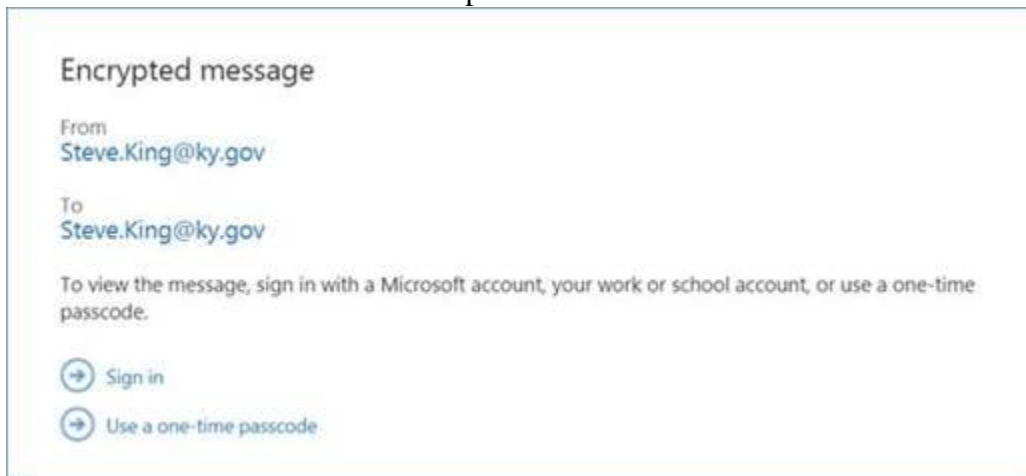 Encrypted message
From
Steve.King@ky.gov
To
Steve.King@ky.gov
To view the message, sign in with a Microsoft account, your work or school account, or use a one-time
passcode.
Sign in
Use a one-time passcode